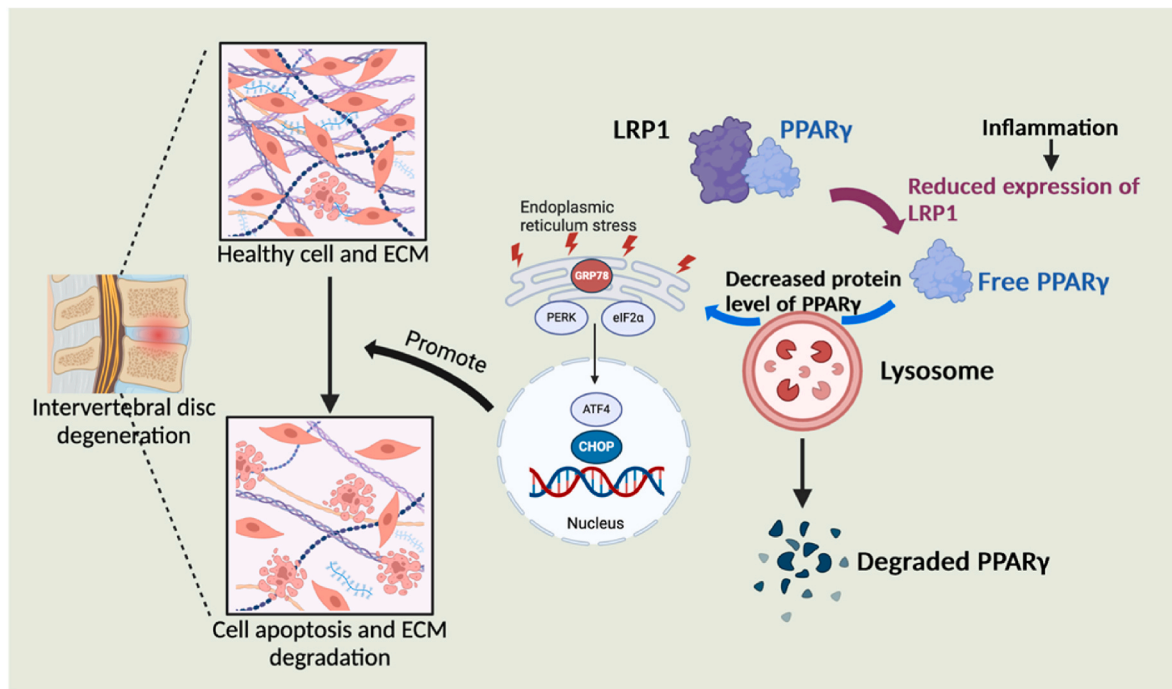 Healthy cell and ECM
Intervertebral disc
degeneration
Cell apoptosis and ECM
degradation
Promote
Endoplasmic
reticulum stress
GRP78
PERK
eIF2α
ATF4
CHOP
Nucleus
LRP1
PPARγ
Inflammation
Reduced expression of
LRP1
Free PPARγ
Decreased protein
level of PPARγ
Lysosome
Degraded PPARγ